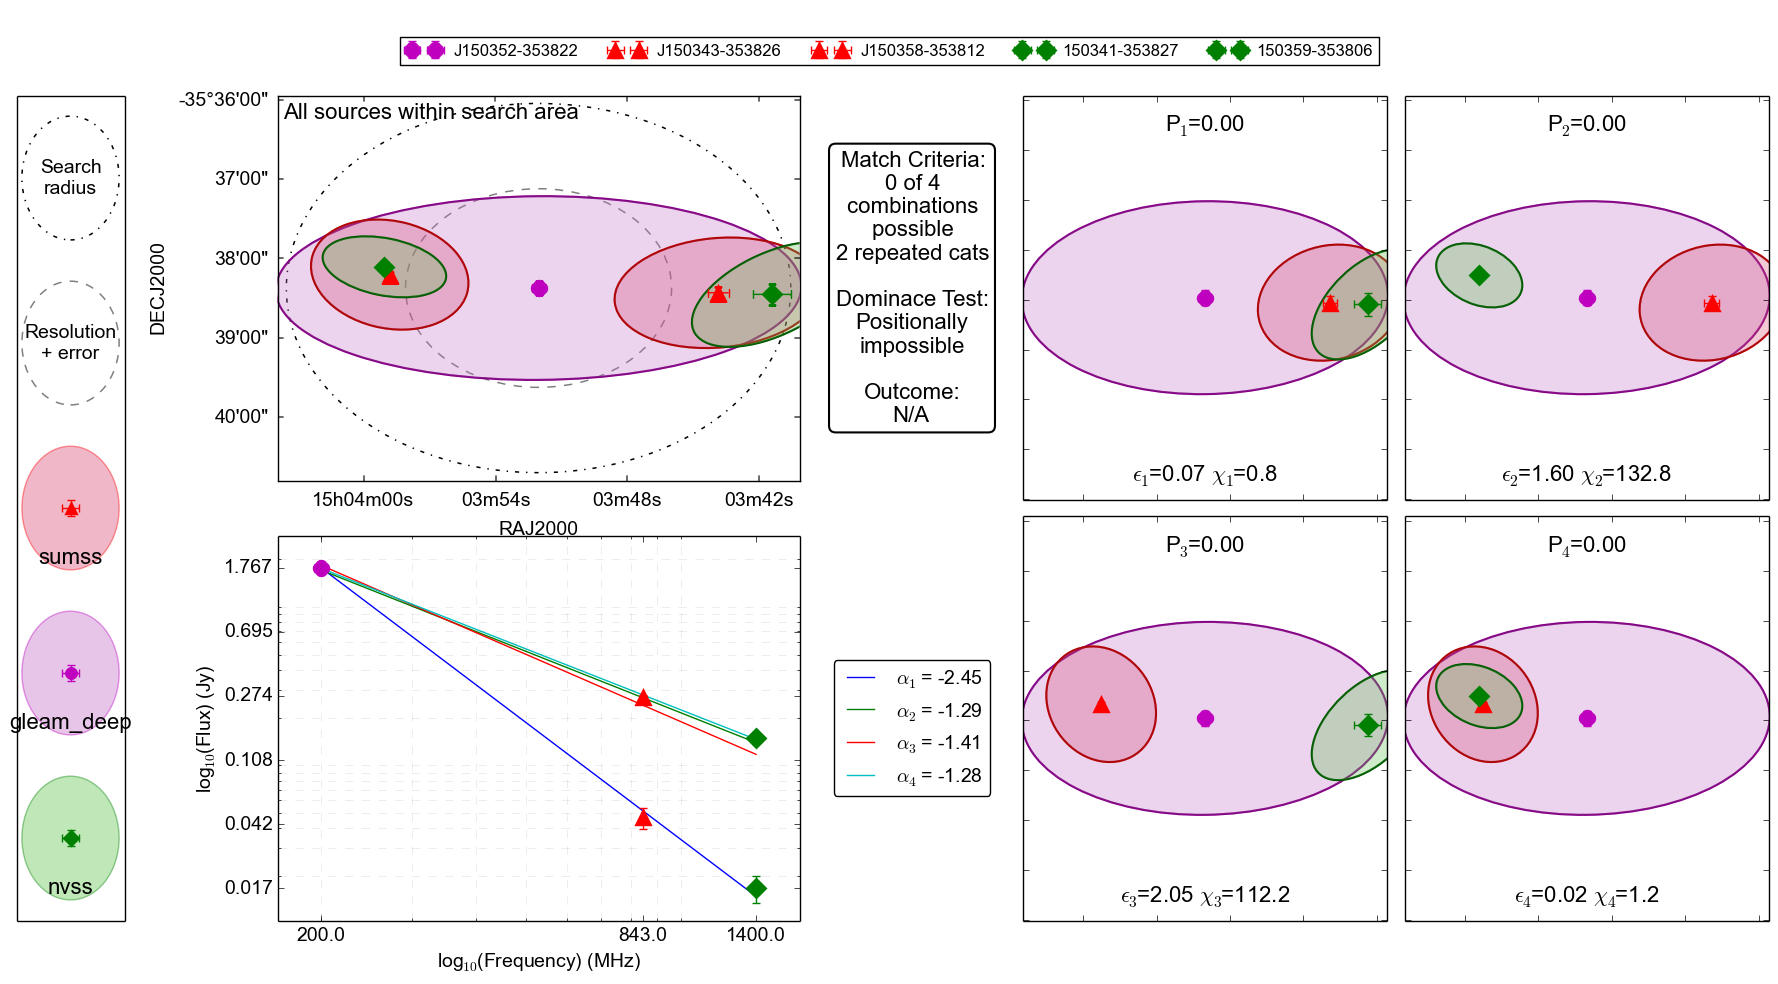 J150352-353822 J150343-353826 J150358-353812 150341-353827 150359-353806
Search
radius
Resolution
+ error
sumss
gleam_deep
nvss
All sources within search area
-35°36'00"
37'00"
38'00"
39'00"
40'00"
DECJ2000
15h04m00s 03m54s 03m48s 03m42s
RAJ2000
Match Criteria:
0 of 4
combinations
possible
2 repeated cats
Dominace Test:
Positionally
impossible
Outcome:
N/A
P₁=0.00
ϵ₁=0.07 χ₁=0.8
P₂=0.00
ϵ₂=1.60 χ₂=132.8
1.767
0.695
0.274
0.108
0.042
0.017
log₁₀(Flux) (Jy)
200.0 843.0 1400.0
log₁₀(Frequency) (MHz)
α₁ = -2.45
α₂ = -1.29
α₃ = -1.41
α₄ = -1.28
P₃=0.00
ϵ₃=2.05 χ₃=112.2
P₄=0.00
ϵ₄=0.02 χ₄=1.2